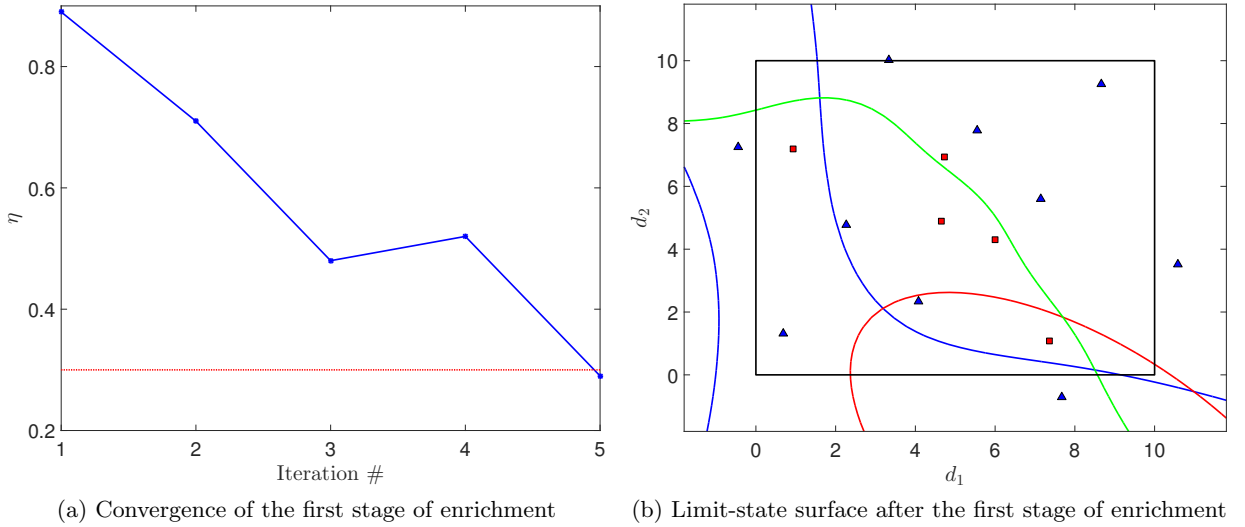 0.8
0.6
0.4
0.2
η
1 2 3 4 5
Iteration #
(a) Convergence of the first stage of enrichment
10
8
6
4
2
0
d2
0 2 4 6 8 10
d1
(b) Limit-state surface after the first stage of enrichment